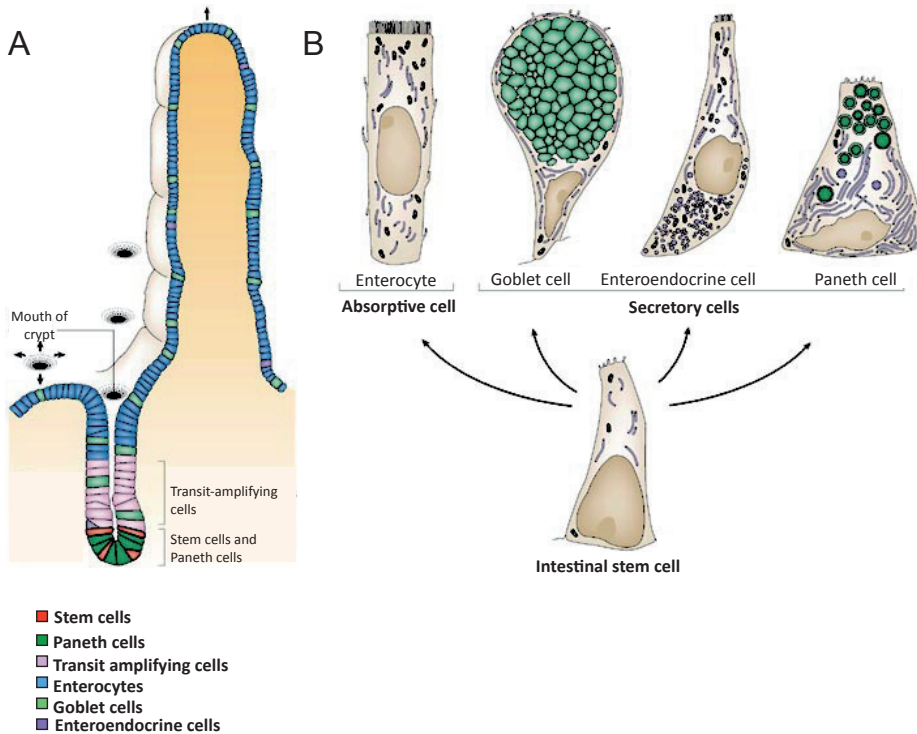 A
Mouth of
crypt
Transit-amplifying
cells
Stem cells and
Paneth cells
Stem cells
Paneth cells
Transit amplifying cells
Enterocytes
Goblet cells
Enteroendocrine cells
B
Enterocyte
Goblet cell
Enteroendocrine cell
Paneth cell
Absorptive cell
Secretory cells
Intestinal stem cell